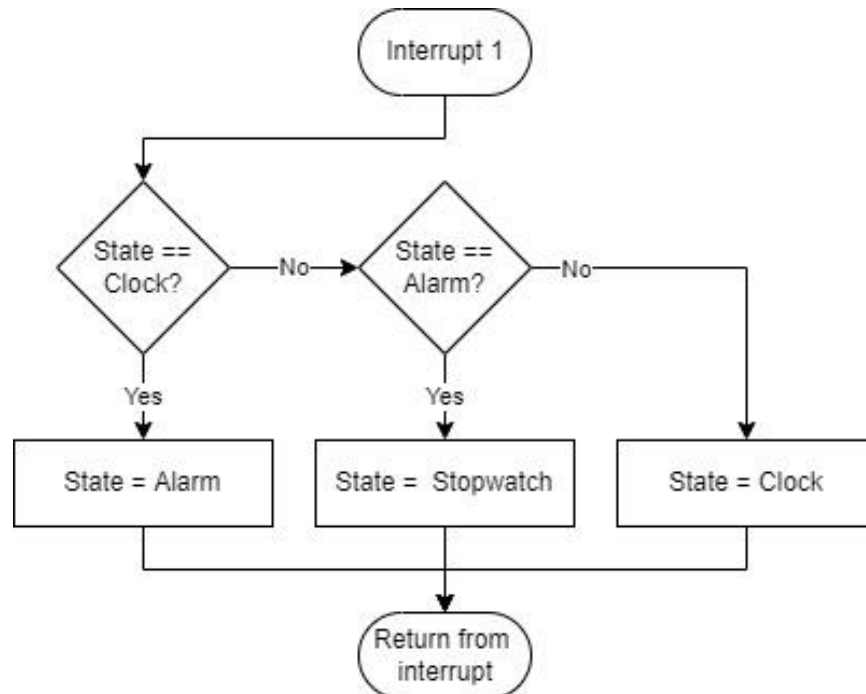 Interrupt 1
State ==
Clock?
No
State ==
Alarm?
No
Yes
Yes
State = Alarm
State = Stopwatch
State = Clock
Return from
interrupt